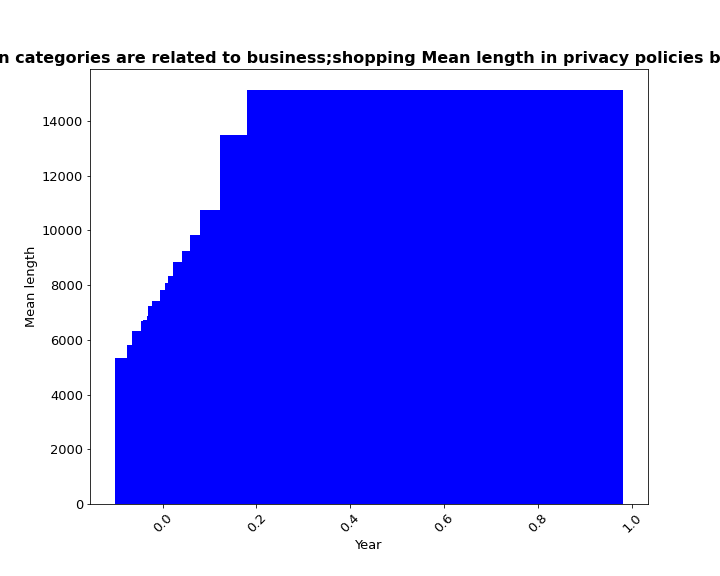 n categories are related to business;shopping Mean length in privacy policies b
14000
12000
10000
8000
6000
4000
2000
0
Mean length
0.0 0.2 0.4 0.6 0.8 1.0
Year